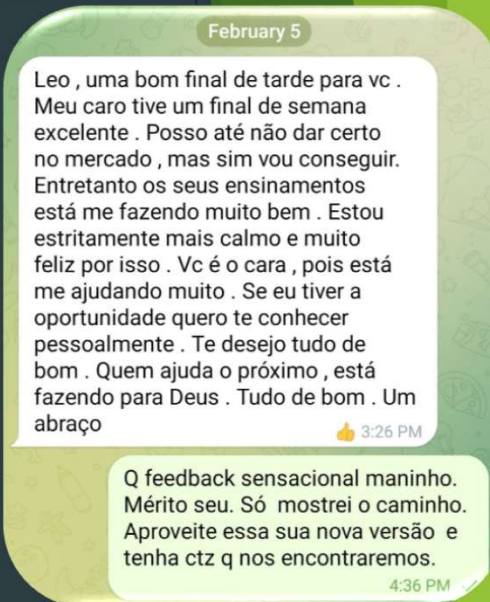 February 5
Leo , uma bom final de tarde para vc .
Meu caro tive um final de semana
excelente . Posso até não dar certo
no mercado , mas sim vou conseguir.
Entretanto os seus ensinamentos
está me fazendo muito bem . Estou
estritamente mais calmo e muito
feliz por isso . Vc é o cara , pois está
me ajudando muito . Se eu tiver a
oportunidade quero te conhecer
pessoalmente . Te desejo tudo de
bom . Quem ajuda o próximo , está
fazendo para Deus . Tudo de bom . Um
abraço
👍 3:26 PM
Q feedback sensacional maninho.
Mérito seu. Só mostrei o caminho.
Aproveite essa sua nova versão e
tenha ctz q nos encontraremos.
4:36 PM